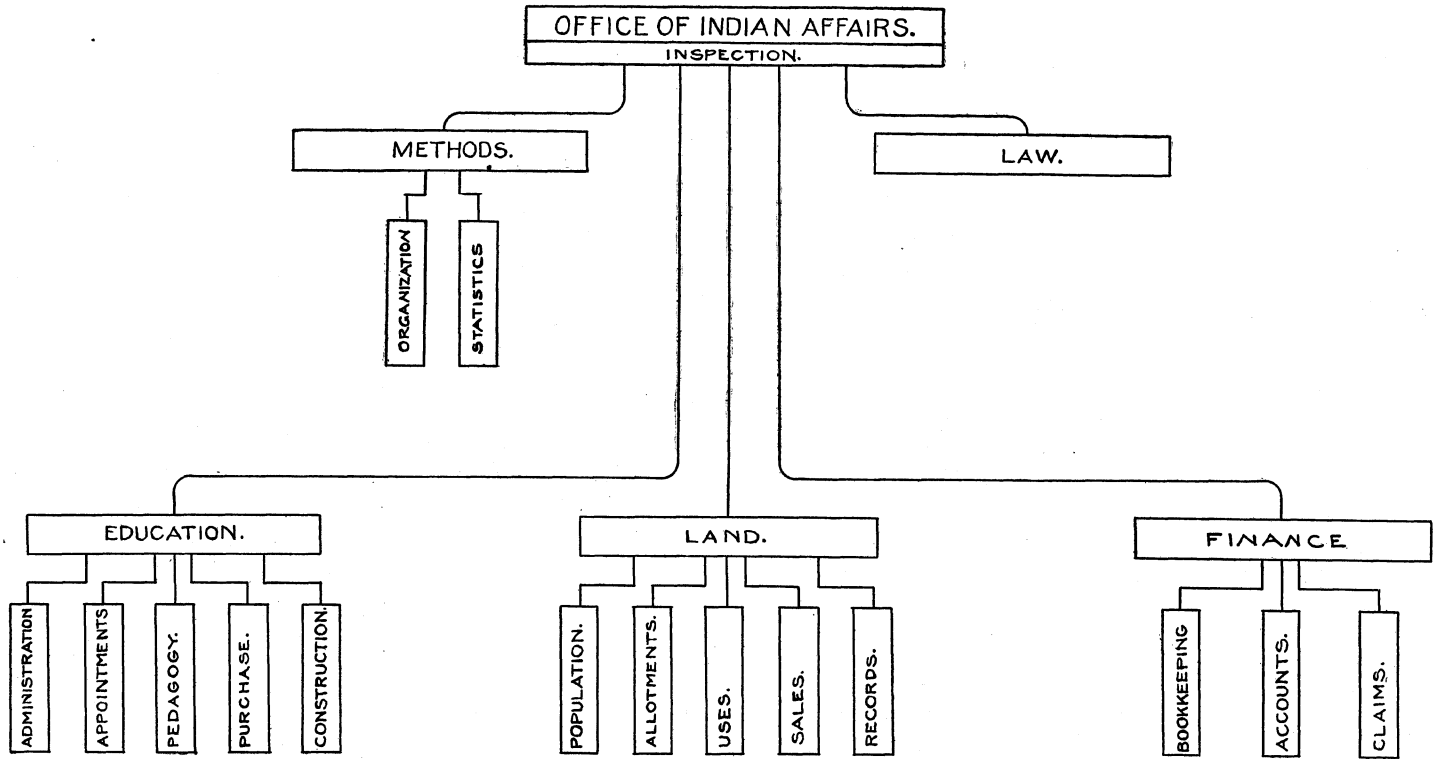 OFFICE OF INDIAN AFFAIRS.
INSPECTION.
METHODS.
LAW.
ORGANIZATION
STATISTICS
EDUCATION.
LAND.
FINANCE
ADMINISTRATION
APPOINTMENTS
PEDAGOGY.
PURCHASE.
CONSTRUCTION.
POPULATION.
ALLOTMENTS.
USES.
SALES.
RECORDS.
BOOKKEEPING
ACCOUNTS.
CLAIMS.